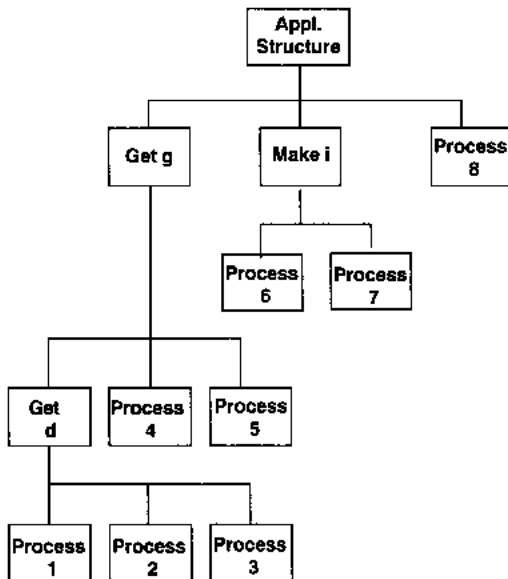 Appl.
Structure
Get g
Make i
Process
8
Process
6
Process
7
Get
d
Process
4
Process
5
Process
1
Process
2
Process
3